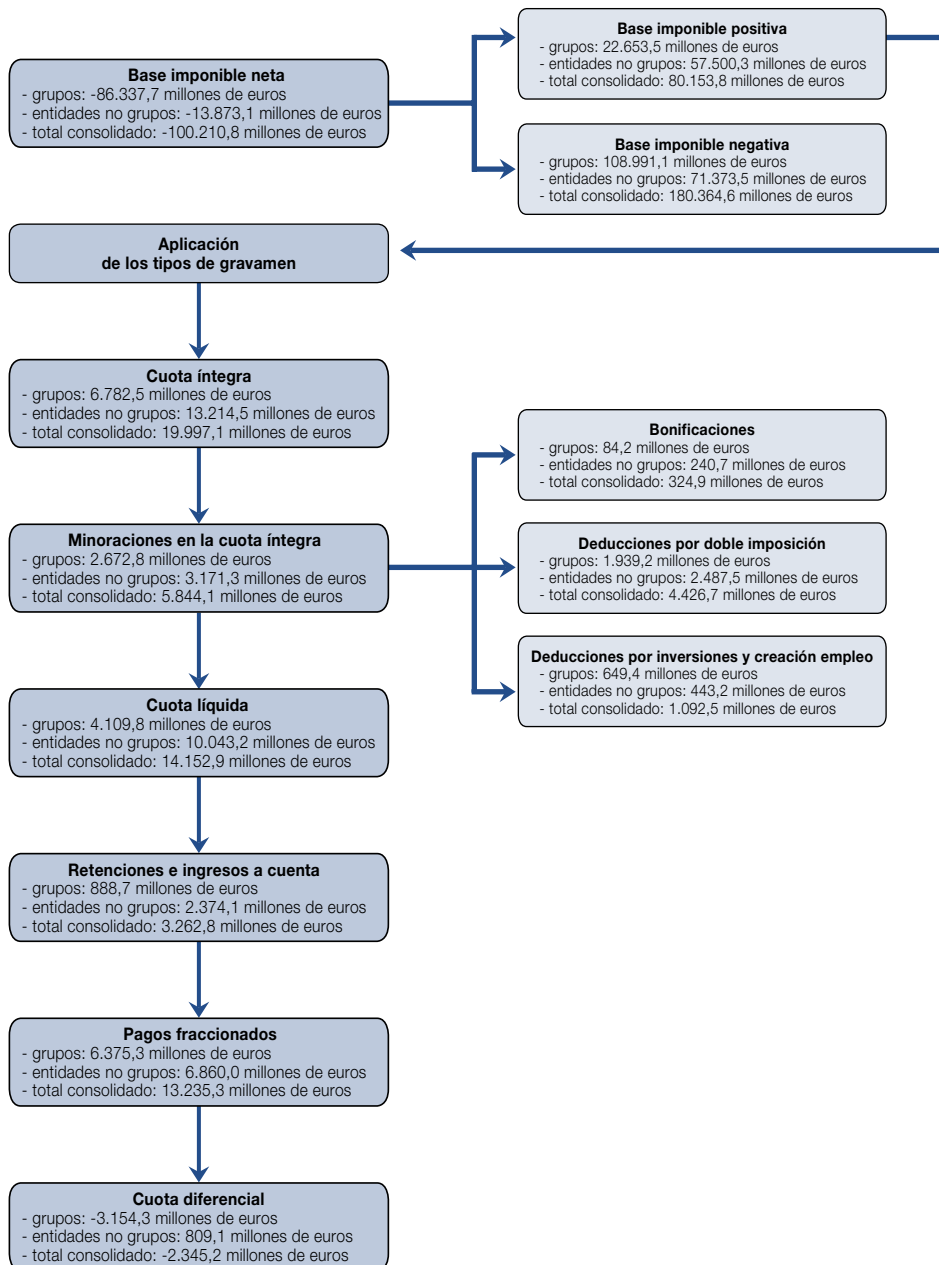 Base imponible neta
- grupos: -86.337,7 millones de euros
- entidades no grupos: -13.873,1 millones de euros
- total consolidado: -100.210,8 millones de euros
Base imponible positiva
- grupos: 22.653,5 millones de euros
- entidades no grupos: 57.500,3 millones de euros
- total consolidado: 80.153,8 millones de euros
Base imponible negativa
- grupos: 108.991,1 millones de euros
- entidades no grupos: 71.373,5 millones de euros
- total consolidado: 180.364,6 millones de euros
Aplicación
de los tipos de gravamen
Cuota íntegra
- grupos: 6.782,5 millones de euros
- entidades no grupos: 13.214,5 millones de euros
- total consolidado: 19.997,1 millones de euros
Minoraciones en la cuota íntegra
- grupos: 2.672,8 millones de euros
- entidades no grupos: 3.171,3 millones de euros
- total consolidado: 5.844,1 millones de euros
Bonificaciones
- grupos: 84,2 millones de euros
- entidades no grupos: 240,7 millones de euros
- total consolidado: 324,9 millones de euros
Deducciones por doble imposición
- grupos: 1.939,2 millones de euros
- entidades no grupos: 2.487,5 millones de euros
- total consolidado: 4.426,7 millones de euros
Deducciones por inversiones y creación empleo
- grupos: 649,4 millones de euros
- entidades no grupos: 443,2 millones de euros
- total consolidado: 1.092,5 millones de euros
Cuota líquida
- grupos: 4.109,8 millones de euros
- entidades no grupos: 10.043,2 millones de euros
- total consolidado: 14.152,9 millones de euros
Retenciones e ingresos a cuenta
- grupos: 888,7 millones de euros
- entidades no grupos: 2.374,1 millones de euros
- total consolidado: 3.262,8 millones de euros
Pagos fraccionados
- grupos: 6.375,3 millones de euros
- entidades no grupos: 6.860,0 millones de euros
- total consolidado: 13.235,3 millones de euros
Cuota diferencial
- grupos: -3.154,3 millones de euros
- entidades no grupos: 809,1 millones de euros
- total consolidado: -2.345,2 millones de euros